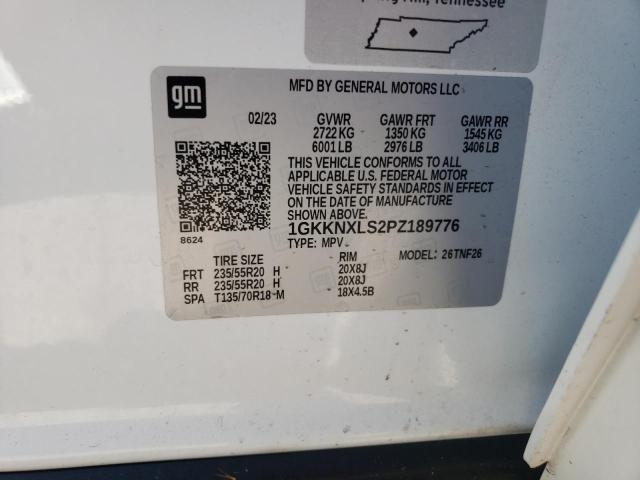 Spring Hill, Tennessee
gm
MFD BY GENERAL MOTORS LLC
02/23 GVWR GAWR FRT GAWR RR
2722 KG 1350 KG 1545 KG
6001 LB 2976 LB 3406 LB
THIS VEHICLE CONFORMS TO ALL
APPLICABLE U.S. FEDERAL MOTOR
VEHICLE SAFETY STANDARDS IN EFFECT
ON THE DATE OF MANUFACTURE
SHOWN ABOVE.
1GKKNXLS2PZ189776
8624
TYPE: MPV MODEL: 26TNF26
TIRE SIZE RIM
FRT 235/55R20 H 20X8J
RR 235/55R20 H 20X8J
SPA T135/70R18 M 18X4.5B